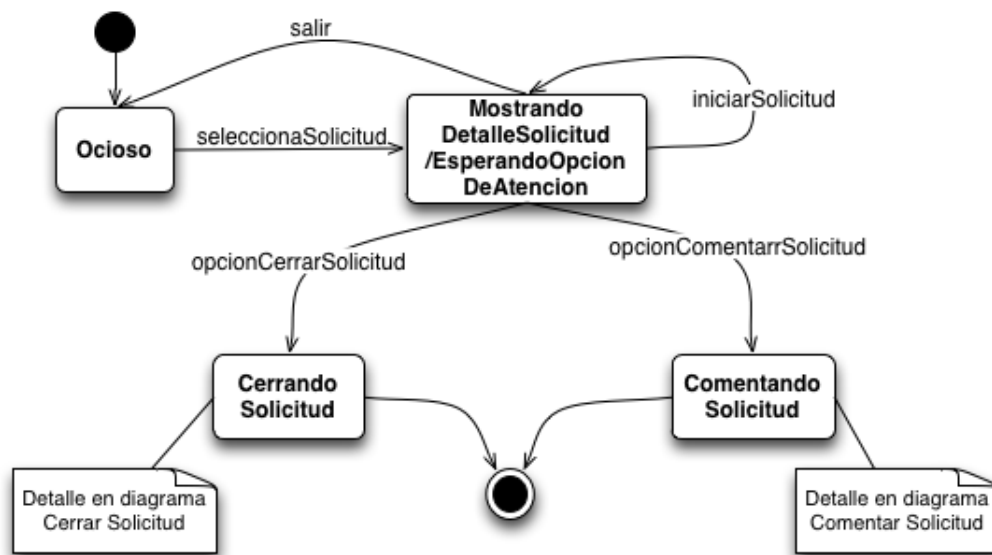 salir
Ocioso
seleccionaSolicitud
Mostrando
DetalleSolicitud
/EsperandoOpcion
DeAtencion
iniciarSolicitud
opcionCerrarSolicitud
opcionComentarrSolicitud
Cerrando
Solicitud
Comentando
Solicitud
Detalle en diagrama
Cerrar Solicitud
Detalle en diagrama
Comentar Solicitud